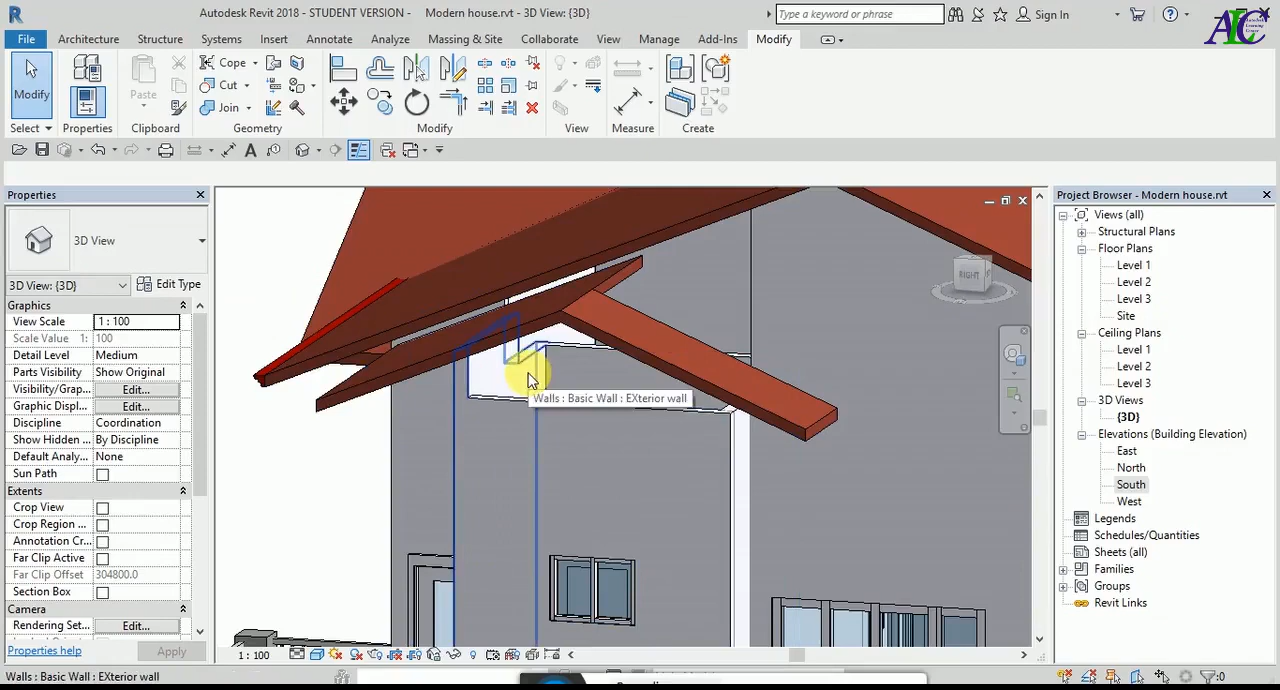 Autodesk Revit 2018 - STUDENT VERSION - Modern house.rvt - 3D View: {3D}
Type a keyword or phrase
Sign In
ALC
File Architecture Structure Systems Insert Annotate Analyze Massing & Site Collaborate View Manage Add-Ins Modify
Modify
Paste
Cope
Cut
Join
Select Properties Clipboard Geometry Modify View Measure Create
Properties
3D View
3D View: {3D}
Edit Type
Graphics
View Scale 1 : 100
Scale Value 1: 100
Detail Level Medium
Parts Visibility Show Original
Visibility/Grap... Edit...
Graphic Displ... Edit...
Discipline Coordination
Show Hidden ... By Discipline
Default Analy... None
Sun Path
Extents
Crop View
Crop Region ...
Annotation Cr...
Far Clip Active
Far Clip Offset 304800.0
Section Box
Camera
Rendering Set... Edit...
Properties help
Apply
RIGHT
Walls : Basic Wall : EXterior wall
1 : 100
Project Browser - Modern house.rvt
Views (all)
Structural Plans
Floor Plans
Level 1
Level 2
Level 3
Site
Ceiling Plans
Level 1
Level 2
Level 3
3D Views
{3D}
Elevations (Building Elevation)
East
North
South
West
Legends
Schedules/Quantities
Sheets (all)
Families
Groups
Revit Links
Walls : Basic Wall : EXterior wall
:0